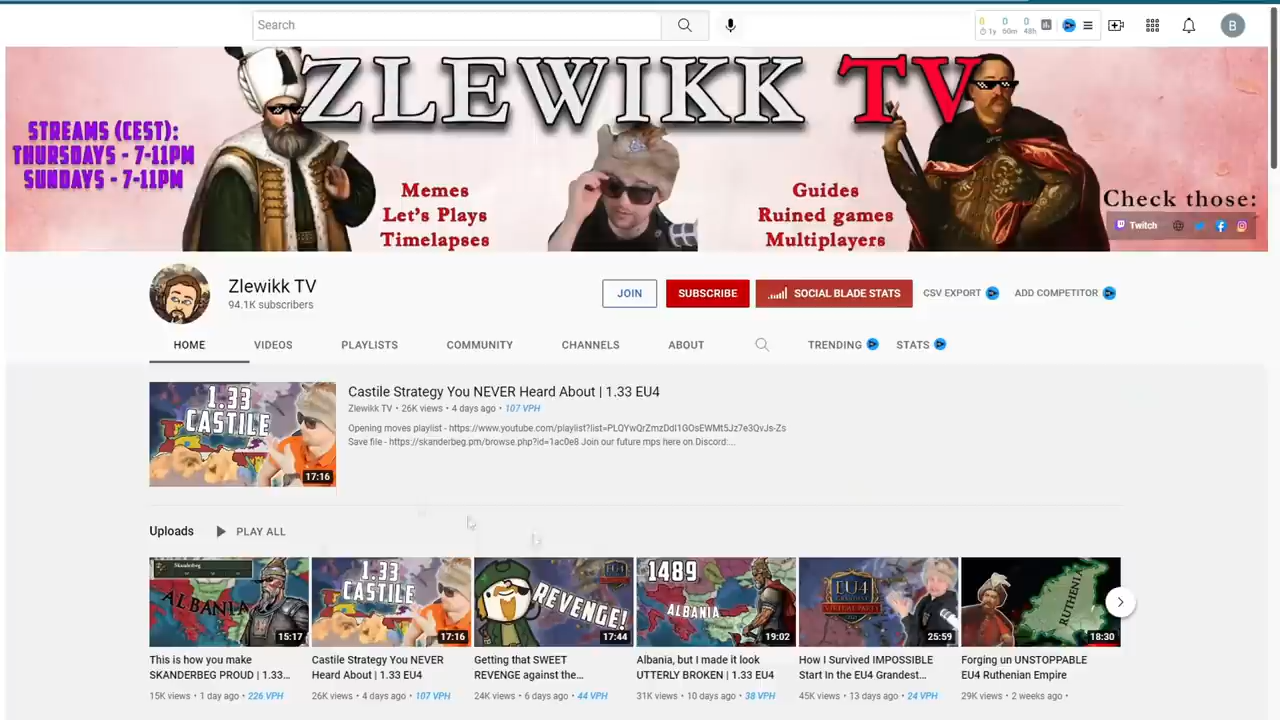 Search
0 0 0
1y 60m 48h
B
ZLEWIKK TV
STREAMS (CEST):
THURSDAYS - 7-11PM
SUNDAYS - 7-11PM
Memes
Let's Plays
Timelapses
Guides
Ruined games
Multiplayers
Check those:
Twitch
Zlewikk TV
94.1K subscribers
JOIN
SUBSCRIBE
SOCIAL BLADE STATS
CSV EXPORT
ADD COMPETITOR
HOME
VIDEOS
PLAYLISTS
COMMUNITY
CHANNELS
ABOUT
TRENDING
STATS
1.33
CASTILE
17:16
Castile Strategy You NEVER Heard About | 1.33 EU4
Zlewikk TV • 26K views • 4 days ago • 107 VPH
Opening moves playlist - https://www.youtube.com/playlist?list=PLQYwQrZmzDdI1GOsEWMt5Jz7e3QvJs-Zs
Save file - https://skanderbeg.pm/browse.php?id=1ac0e8 Join our future mps here on Discord:...
Uploads
PLAY ALL
Skanderbeg
ALBANIA
15:17
1.33
CASTILE
17:16
EU4
REVENGE!
17:44
1489
ALBANIA
19:02
EU4
GRANDEST
VIRTUAL PARTY
25:59
RUTHENIA
18:30
This is how you make
SKANDERBEG PROUD | 1.33...
15K views • 1 day ago • 226 VPH
Castile Strategy You NEVER
Heard About | 1.33 EU4
26K views • 4 days ago • 107 VPH
Getting that SWEET
REVENGE against the...
24K views • 6 days ago • 44 VPH
Albania, but I made it look
UTTERLY BROKEN | 1.33 EU4
31K views • 10 days ago • 38 VPH
How I Survived IMPOSSIBLE
Start In the EU4 Grandest...
45K views • 13 days ago • 24 VPH
Forging un UNSTOPPABLE
EU4 Ruthenian Empire
29K views • 2 weeks ago •